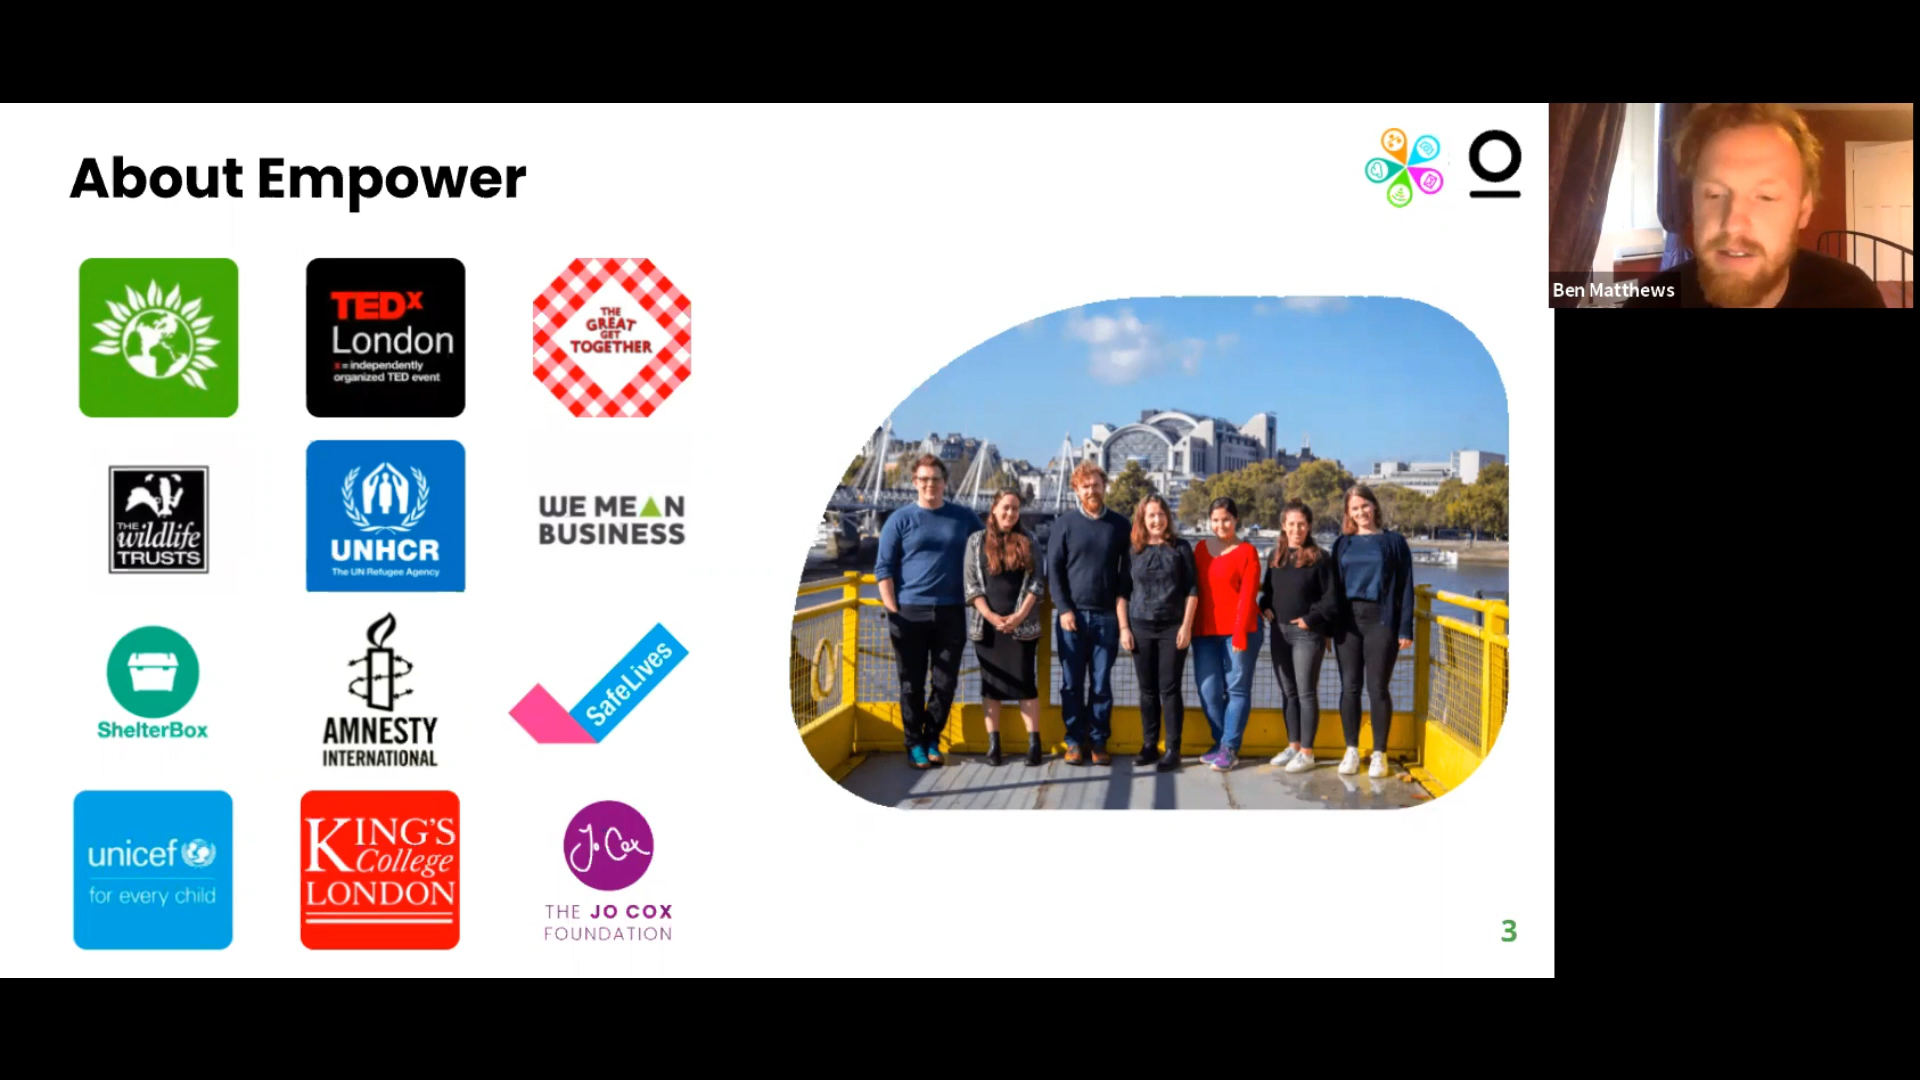 About Empower
TEDx
London
x = independently
organized TED event
THE
GREAT
GET
TOGETHER
THE
wildlife
TRUSTS
UNHCR
The UN Refugee Agency
WE MEAN
BUSINESS
ShelterBox
AMNESTY
INTERNATIONAL
SafeLives
unicef
for every child
KING'S
College
LONDON
Jo Cox
THE JO COX
FOUNDATION
3
Ben Matthews